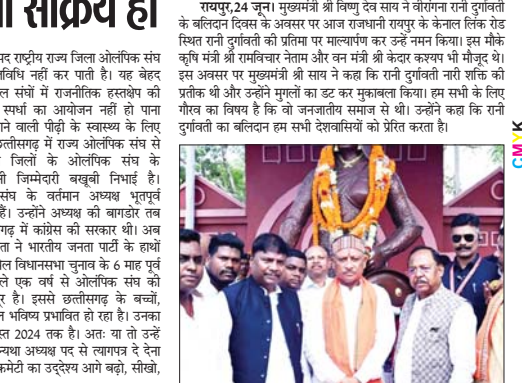 सक्रिय हो
पद राष्ट्रीय राज्य जिला ओलंपिक संघ
विधि नहीं कर पाती है। यह बेहद
ल संघों में राजनीतिक हस्तक्षेप की
स्पर्धा का आयोजन नहीं हो पाना
ाने वाली पीढ़ी के स्वास्थ्य के लिए
त्तीसगढ़ में राज्य ओलंपिक संघ से
जिलों के ओलंपिक संघ के
ी जिम्मेदारी बखूबी निभाई है।
संघ के वर्तमान अध्यक्ष भूतपूर्व
हैं। उन्होंने अध्यक्ष की बागडोर तब
गढ़ में कांग्रेस की सरकार थी। अब
ता ने भारतीय जनता पार्टी के हाथों
ल विधानसभा चुनाव के 6 माह पूर्व
ले एक वर्ष से ओलंपिक संघ की
र है। इससे छत्तीसगढ़ के बच्चों,
ा भविष्य प्रभावित हो रहा है। उनका
स्त 2024 तक है। अतः या तो उन्हें
न्यथा अध्यक्ष पद से त्यागपत्र दे देना
कमेटी का उद्देश्य आगे बढ़ो, सीखो,
रायपुर,24 जून। मुख्यमंत्री श्री विष्णु देव साय ने वीरांगना रानी दुर्गावती
के बलिदान दिवस के अवसर पर आज राजधानी रायपुर के केनाल लिंक रोड
स्थित रानी दुर्गावती की प्रतिमा पर माल्यार्पण कर उन्हें नमन किया। इस मौके
कृषि मंत्री श्री रामविचार नेताम और वन मंत्री श्री केदार कश्यप भी मौजूद थे।
इस अवसर पर मुख्यमंत्री श्री साय ने कहा कि रानी दुर्गावती नारी शक्ति की
प्रतीक थी और उन्होंने मुगलों का डट कर मुकाबला किया। हम सभी के लिए
गौरव का विषय है कि वो जनजातीय समाज से थी। उन्होंने कहा कि रानी
दुर्गावती का बलिदान हम सभी देशवासियों को प्रेरित करता है।
CMYK